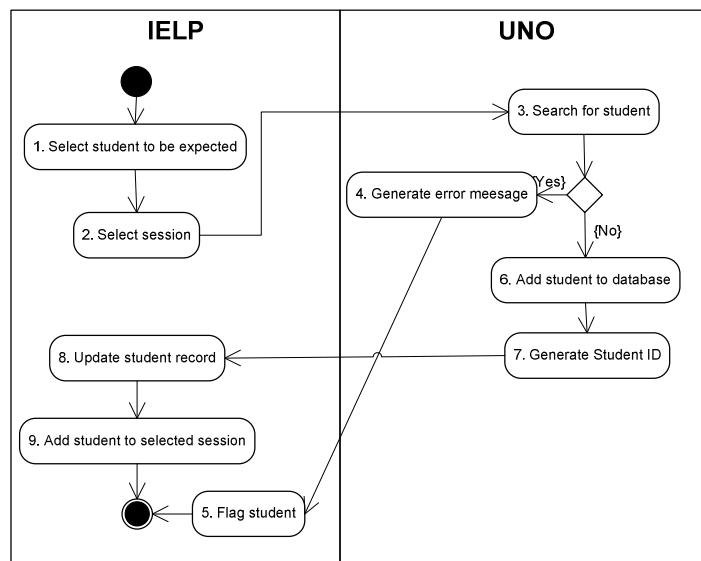 IELP
UNO
1. Select student to be expected
2. Select session
3. Search for student
{Yes}
4. Generate error meesage
{No}
6. Add student to database
7. Generate Student ID
8. Update student record
9. Add student to selected session
5. Flag student